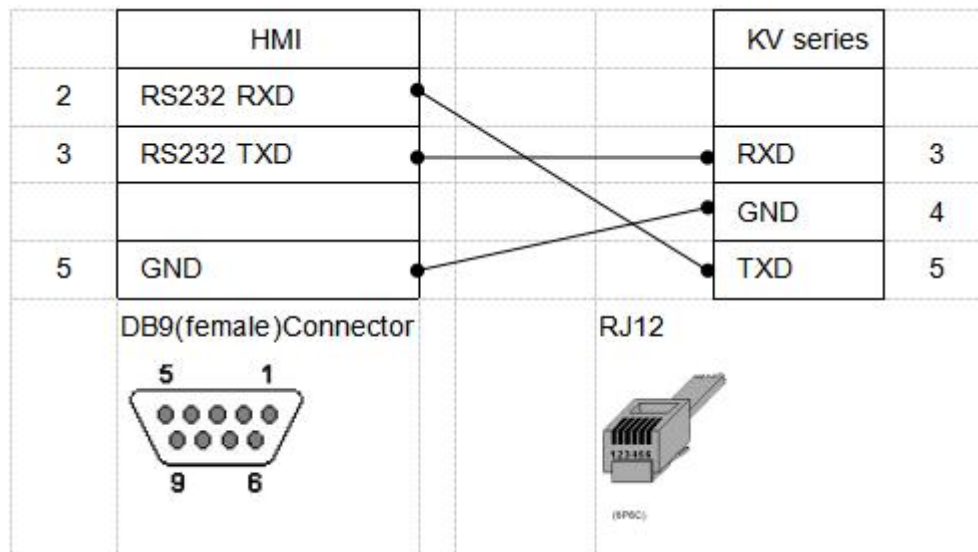 HMI KV series
2 RS232 RXD
3 RS232 TXD RXD 3
GND 4
5 GND TXD 5
DB9(female)Connector RJ12
5 1
9 6
123456
(6P6C)